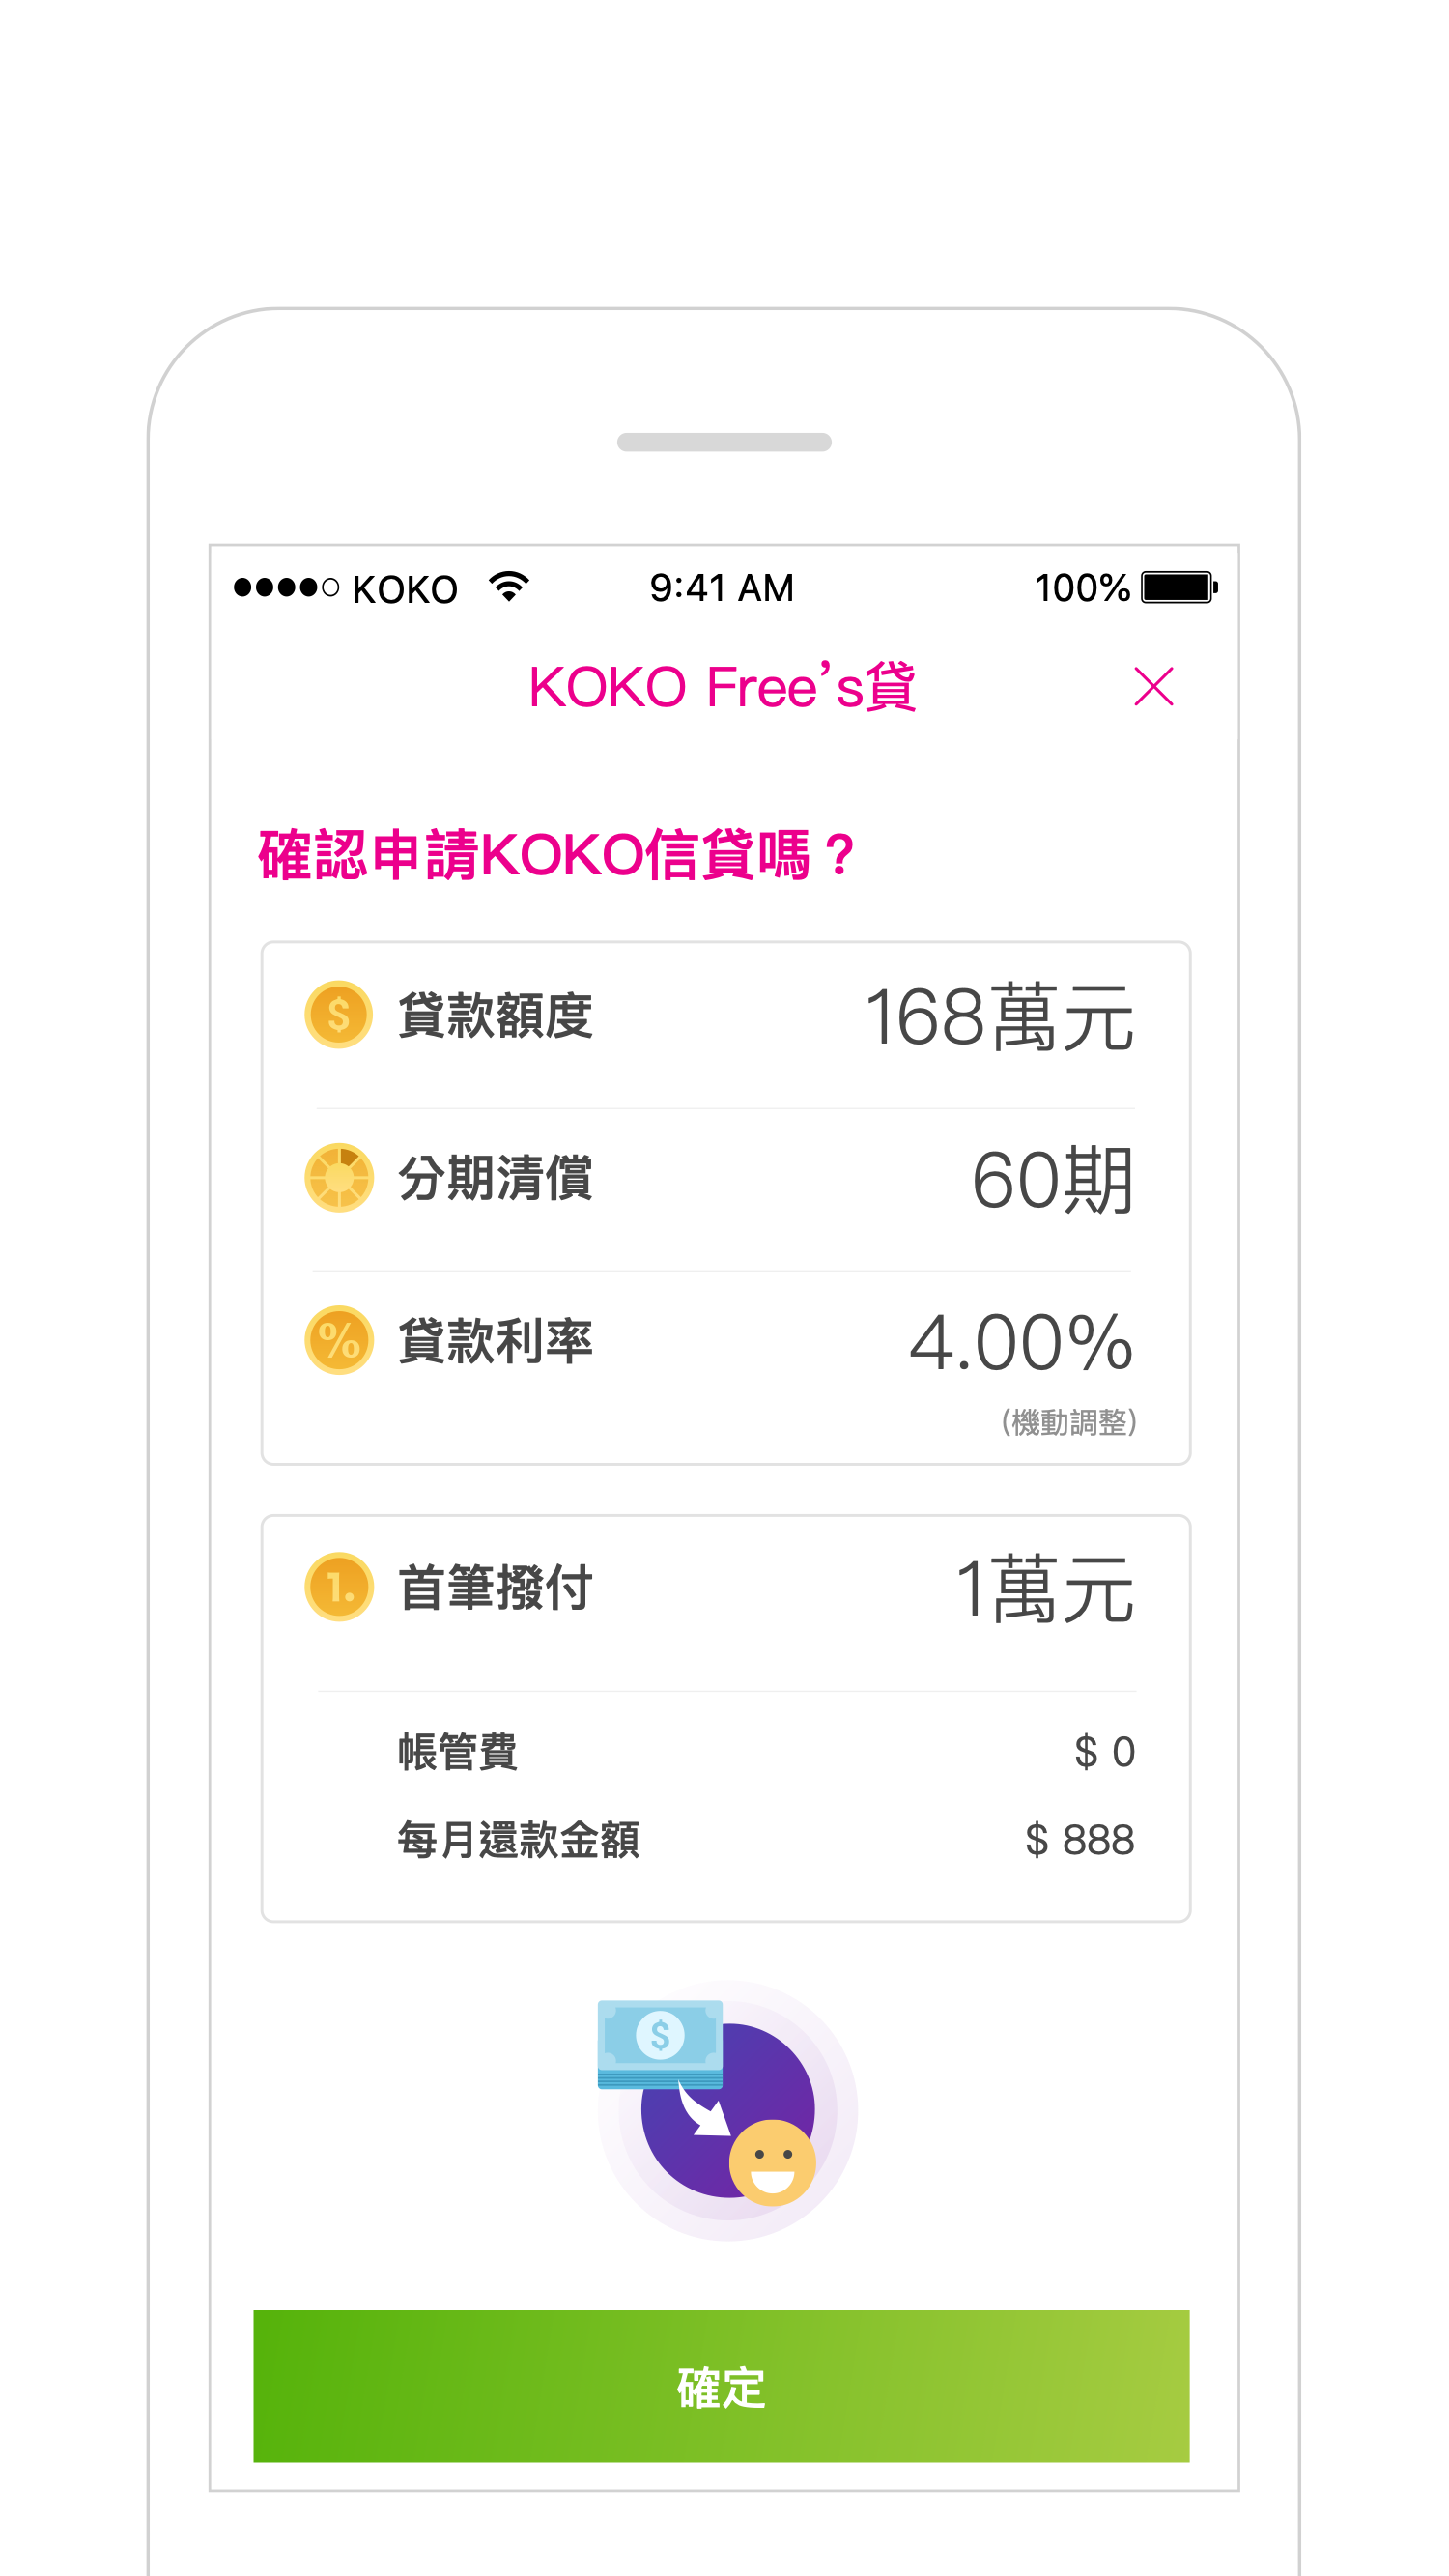 KOKO 9:41 AM 100%
KOKO Free's貸
確認申請KOKO信貸嗎？
$ 貸款額度 168萬元
分期清償 60期
% 貸款利率 4.00%
(機動調整)
1. 首筆撥付 1萬元
帳管費 $ 0
每月還款金額 $ 888
$
確定